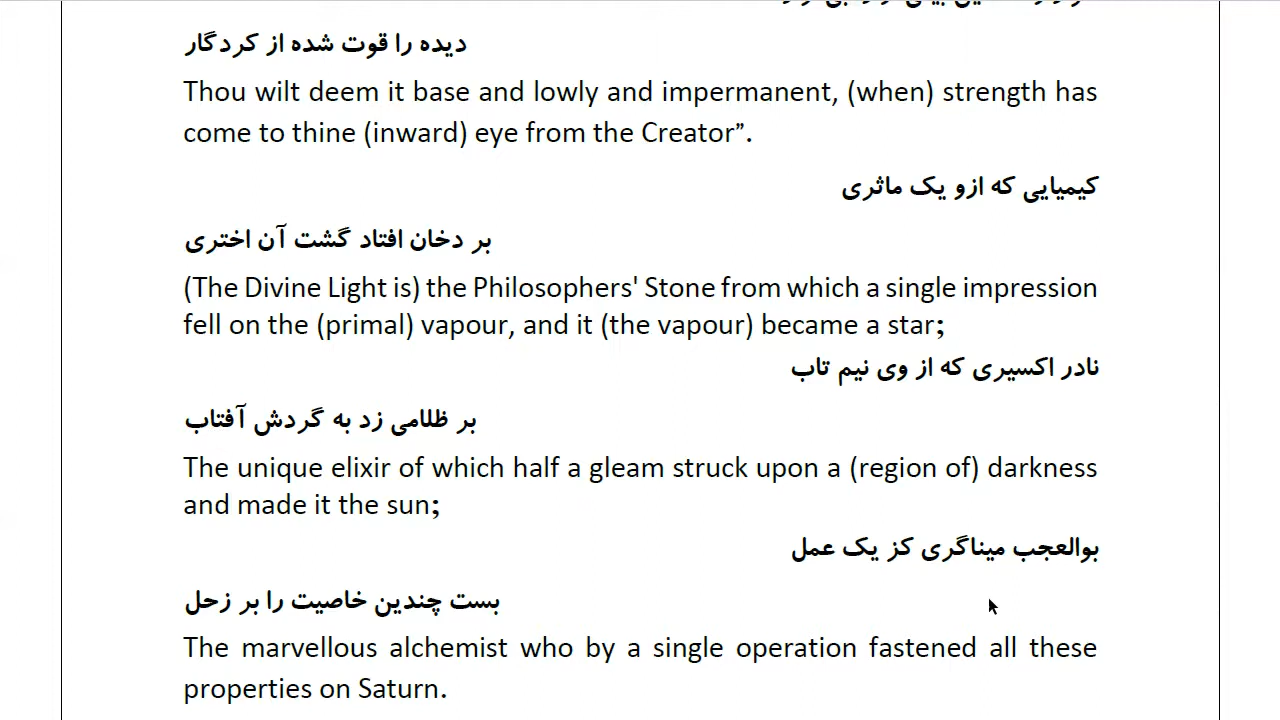 دیده را قوت شده از کردگار
Thou wilt deem it base and lowly and impermanent, (when) strength has
come to thine (inward) eye from the Creator”.
کیمیایی که ازو یک ماثری
بر دخان افتاد گشت آن اختری
(The Divine Light is) the Philosophers' Stone from which a single impression
fell on the (primal) vapour, and it (the vapour) became a star;
نادر اکسیری که از وی نیم تاب
بر ظلامی زد به گردش آفتاب
The unique elixir of which half a gleam struck upon a (region of) darkness
and made it the sun;
بوالعجب میناگری کز یک عمل
بست چندین خاصیت را بر زحل
The marvellous alchemist who by a single operation fastened all these
properties on Saturn.